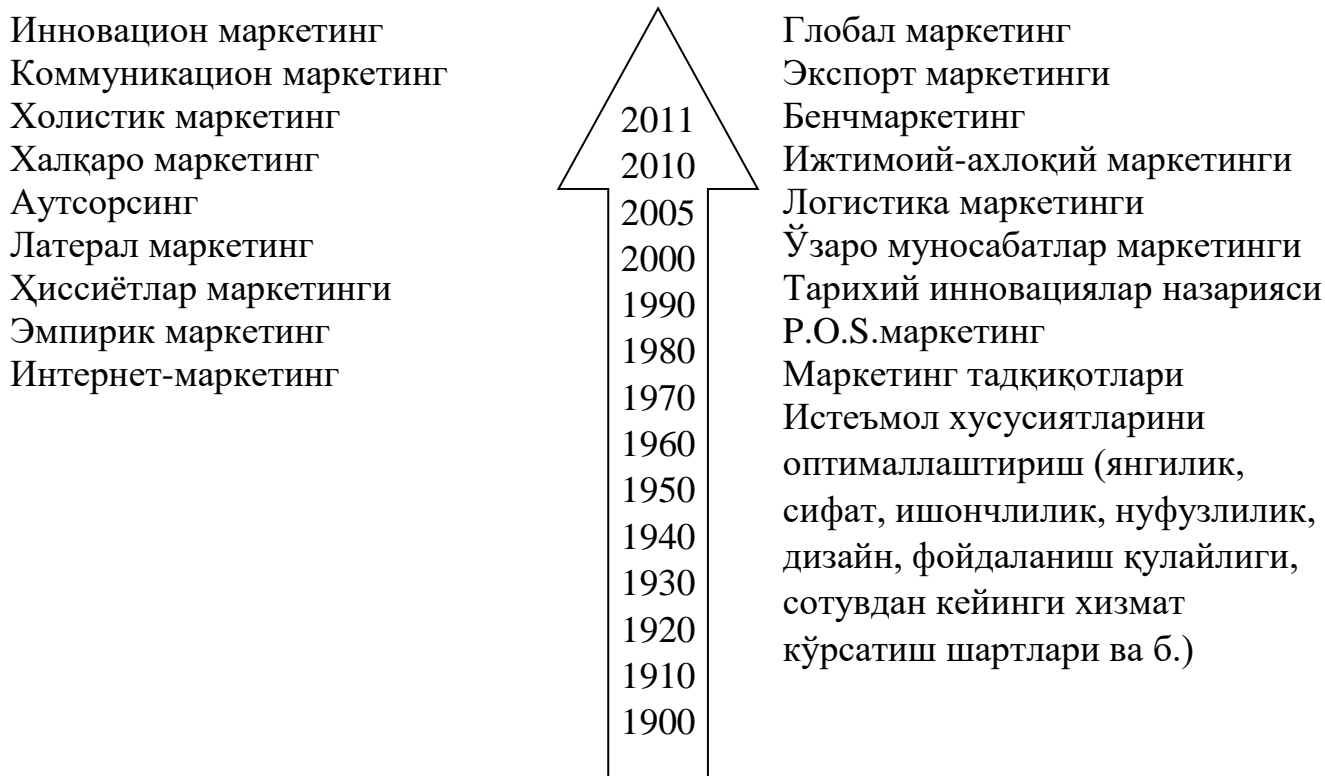 Инновацион маркетинг
Коммуникацион маркетинг
Холистик маркетинг
Халқаро маркетинг
Аутсорсинг
Латерал маркетинг
Ҳиссиётлар маркетинги
Эмпирик маркетинг
Интернет-маркетинг
2011
2010
2005
2000
1990
1980
1970
1960
1950
1940
1930
1920
1910
1900
Глобал маркетинг
Экспорт маркетинги
Бенчмаркетинг
Ижтимоий-ахлоқий маркетинги
Логистика маркетинги
Ўзаро муносабатлар маркетинги
Тарихий инновациялар назарияси
P.O.S.маркетинг
Маркетинг тадқиқотлари
Истеъмол хусусиятларини
оптималлаштириш (янгилик,
сифат, ишончлилик, нуфузлилик,
дизайн, фойдаланиш қулайлиги,
сотувдан кейинги хизмат
кўрсатиш шартлари ва б.)